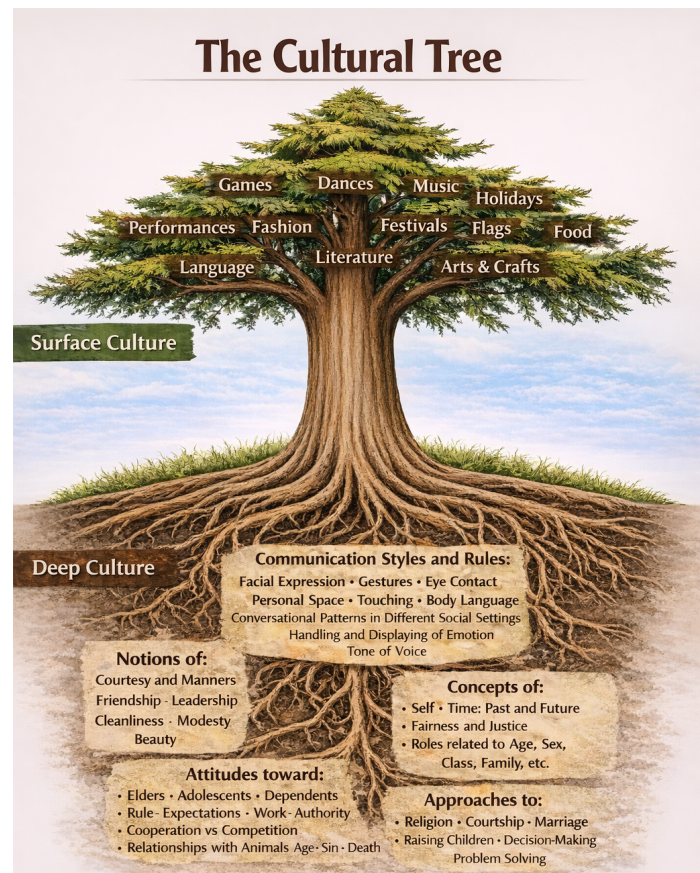 The Cultural Tree
Games Dances Music Holidays
Performances Fashion Festivals Flags Food
Language Literature Arts & Crafts
Surface Culture
Deep Culture
Communication Styles and Rules:
Facial Expression • Gestures • Eye Contact
Personal Space • Touching • Body Language
Conversational Patterns in Different Social Settings
Handling and Displaying of Emotion
Tone of Voice
Notions of:
Courtesy and Manners
Friendship · Leadership
Cleanliness · Modesty
Beauty
Concepts of:
• Self • Time: Past and Future
• Fairness and Justice
• Roles related to Age, Sex,
Class, Family, etc.
Attitudes toward:
• Elders • Adolescents • Dependents
• Rule - Expectations • Work - Authority
• Cooperation vs Competition
• Relationships with Animals Age · Sin · Death
Approaches to:
• Religion • Courtship • Marriage
• Raising Children • Decision-Making
Problem Solving